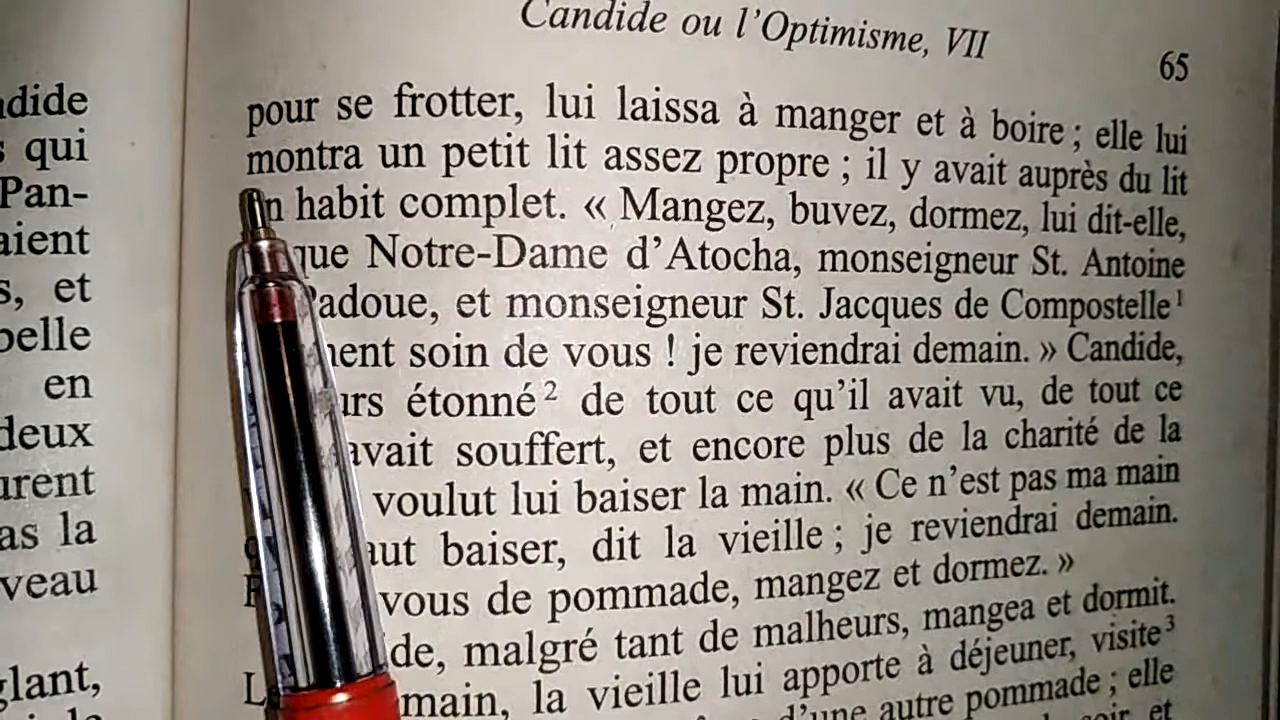 Candide ou l'Optimisme, VII
65
pour se frotter, lui laissa à manger et à boire ; elle lui
montra un petit lit assez propre ; il y avait auprès du lit
habit complet. « Mangez, buvez, dormez, lui dit-elle,
que Notre-Dame d'Atocha, monseigneur St. Antoine
Padoue, et monseigneur St. Jacques de Compostelle¹
soin de vous ! je reviendrai demain. » Candide,
étonné² de tout ce qu'il avait vu, de tout ce
avait souffert, et encore plus de la charité de la
voulut lui baiser la main. « Ce n'est pas ma main
baiser, dit la vieille ; je reviendrai demain.
vous de pommade, mangez et dormez. »
malgré tant de malheurs, mangea et dormit.
main, la vieille lui apporte à déjeuner, visite³
d'une autre pommade ; elle
et
qui
Pan-
et
en
deux
as la